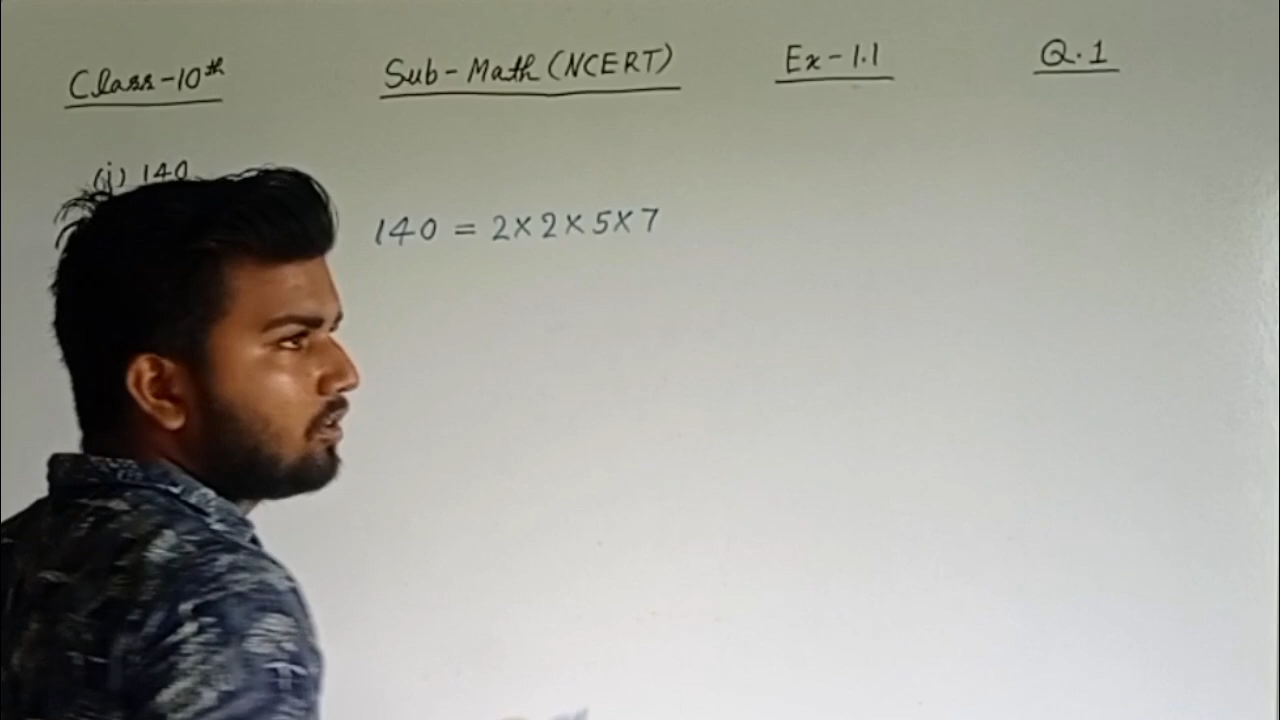 Class-10th Sub-Math (NCERT) Ex-1.1 Q.1
(i) 140
140 = 2×2×5×7